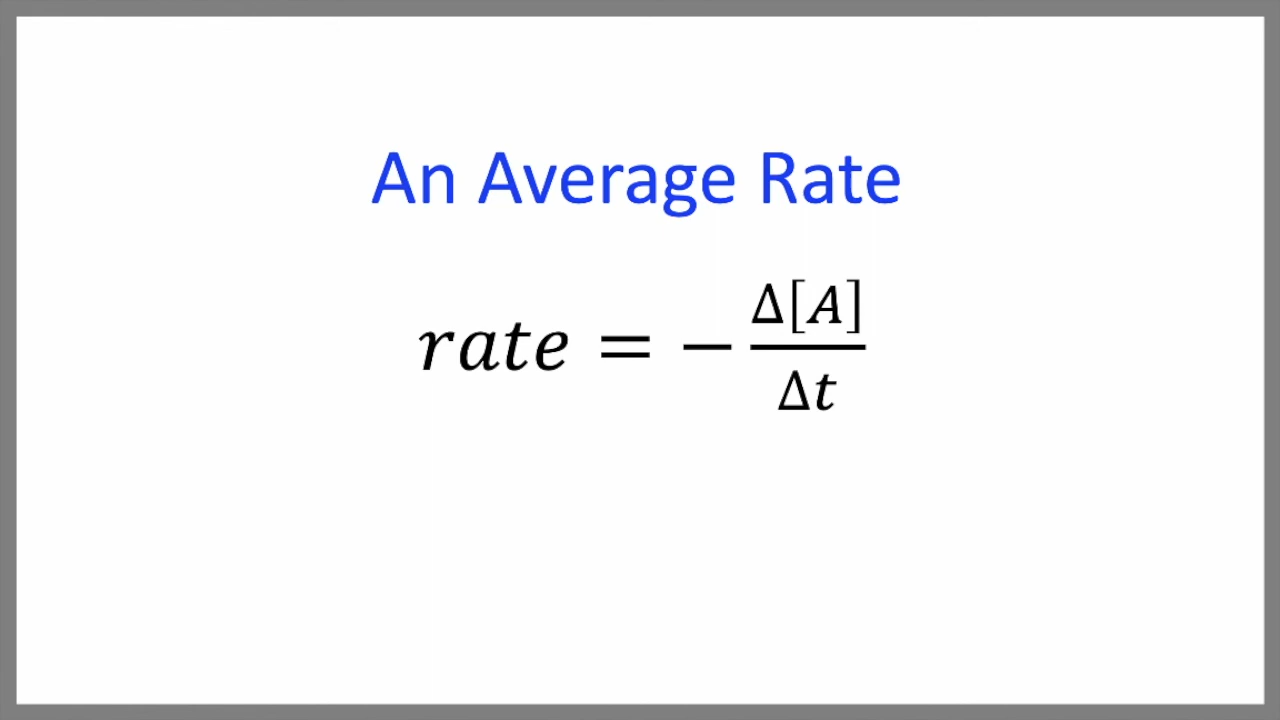 An Average Rate
rate = − Δ[A] / Δt